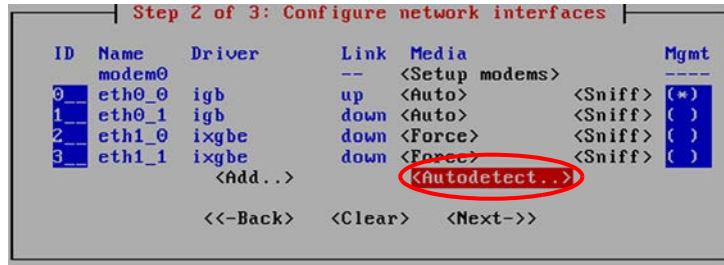 Step 2 of 3: Configure network interfaces
ID Name Driver Link Media Mgmt
modem0 -- <Setup modems> ----
0__ eth0_0 igb up <Auto> <Sniff> (*)
1__ eth0_1 igb down <Auto> <Sniff> ( )
2__ eth1_0 ixgbe down <Force> <Sniff> ( )
3__ eth1_1 ixgbe down <Force> <Sniff> ( )
<Add..> <Autodetect..>
<<-Back> <Clear> <Next->>